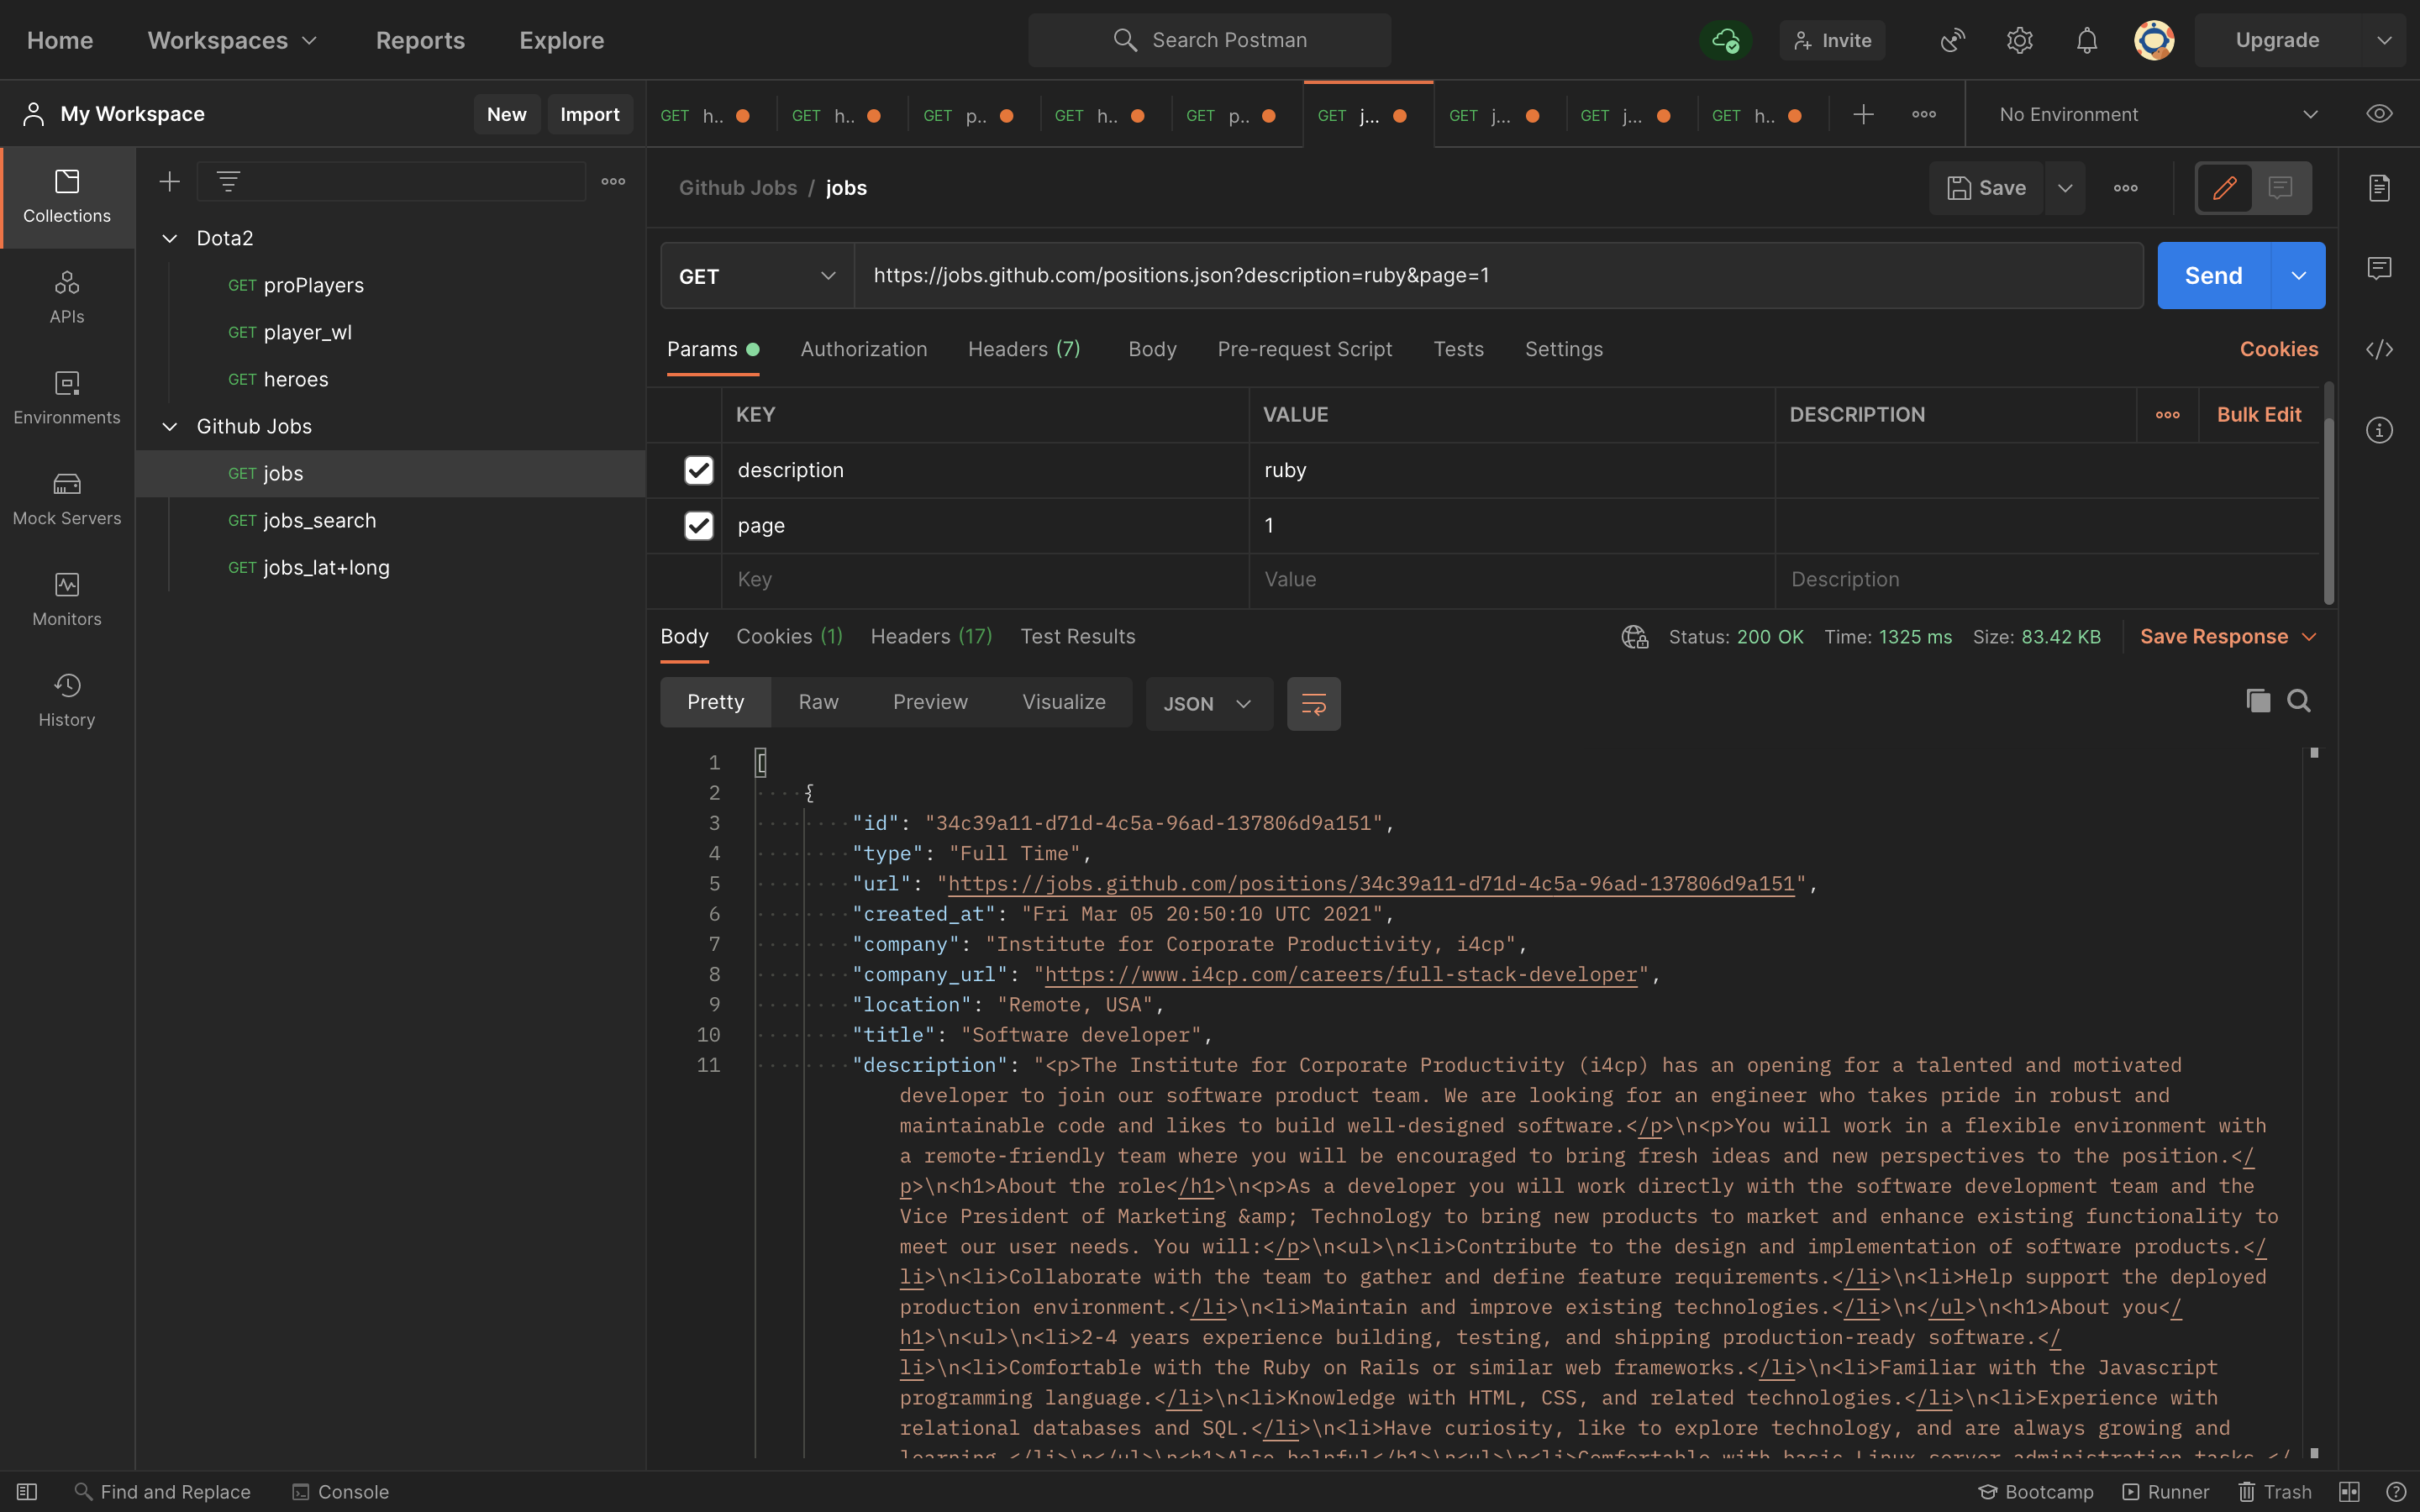 Home Workspaces Reports Explore Search Postman Invite Upgrade
My Workspace New Import GET h.. GET h.. GET p.. GET h.. GET p.. GET j... GET j... GET j... GET h.. No Environment
Collections
APIs
Environments
Mock Servers
Monitors
History
Dota2
GET proPlayers
GET player_wl
GET heroes
Github Jobs
GET jobs
GET jobs_search
GET jobs_lat+long
Github Jobs / jobs Save
GET https://jobs.github.com/positions.json?description=ruby&page=1 Send
Params Authorization Headers (7) Body Pre-request Script Tests Settings Cookies
KEY VALUE DESCRIPTION Bulk Edit
description ruby
page 1
Key Value Description
Body Cookies (1) Headers (17) Test Results Status: 200 OK Time: 1325 ms Size: 83.42 KB Save Response
Pretty Raw Preview Visualize JSON
1 [
2 {
3 "id": "34c39a11-d71d-4c5a-96ad-137806d9a151",
4 "type": "Full Time",
5 "url": "https://jobs.github.com/positions/34c39a11-d71d-4c5a-96ad-137806d9a151",
6 "created_at": "Fri Mar 05 20:50:10 UTC 2021",
7 "company": "Institute for Corporate Productivity, i4cp",
8 "company_url": "https://www.i4cp.com/careers/full-stack-developer",
9 "location": "Remote, USA",
10 "title": "Software developer",
11 "description": "<p>The Institute for Corporate Productivity (i4cp) has an opening for a talented and motivated
developer to join our software product team. We are looking for an engineer who takes pride in robust and
maintainable code and likes to build well-designed software.</p>\n<p>You will work in a flexible environment with
a remote-friendly team where you will be encouraged to bring fresh ideas and new perspectives to the position.</
p>\n<h1>About the role</h1>\n<p>As a developer you will work directly with the software development team and the
Vice President of Marketing &amp; Technology to bring new products to market and enhance existing functionality to
meet our user needs. You will:</p>\n<ul>\n<li>Contribute to the design and implementation of software products.</
li>\n<li>Collaborate with the team to gather and define feature requirements.</li>\n<li>Help support the deployed
production environment.</li>\n<li>Maintain and improve existing technologies.</li>\n</ul>\n<h1>About you</
h1>\n<ul>\n<li>2-4 years experience building, testing, and shipping production-ready software.</
li>\n<li>Comfortable with the Ruby on Rails or similar web frameworks.</li>\n<li>Familiar with the Javascript
programming language.</li>\n<li>Knowledge with HTML, CSS, and related technologies.</li>\n<li>Experience with
relational databases and SQL.</li>\n<li>Have curiosity, like to explore technology, and are always growing and
learning.</li>\n</ul>\n<h1>Also helpful</h1>\n<ul>\n<li>Comfortable with basic Linux server administration tasks.</
Find and Replace Console Bootcamp Runner Trash